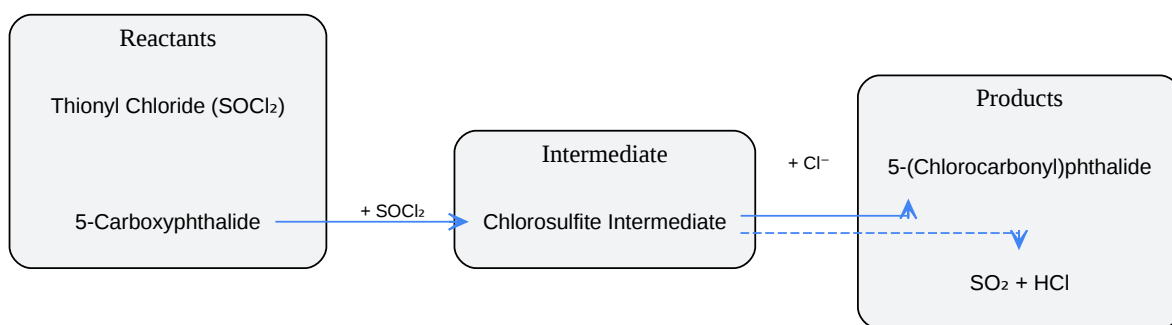 Reactants
Thionyl Chloride (SOCl₂)
5-Carboxyphthalide
+ SOCl₂
Intermediate
Chlorosulfite Intermediate
+ Cl⁻
Products
5-(Chlorocarbonyl)phthalide
SO₂ + HCl